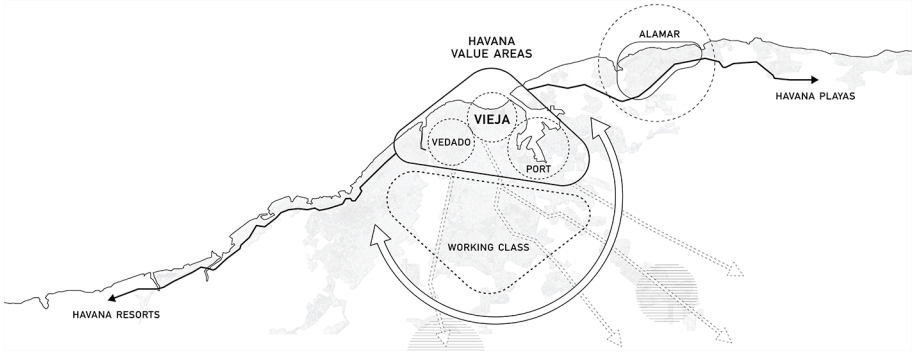 ALAMAR
HAVANA
VALUE AREAS
HAVANA PLAYAS
VIEJA
VEDADO
PORT
WORKING CLASS
HAVANA RESORTS